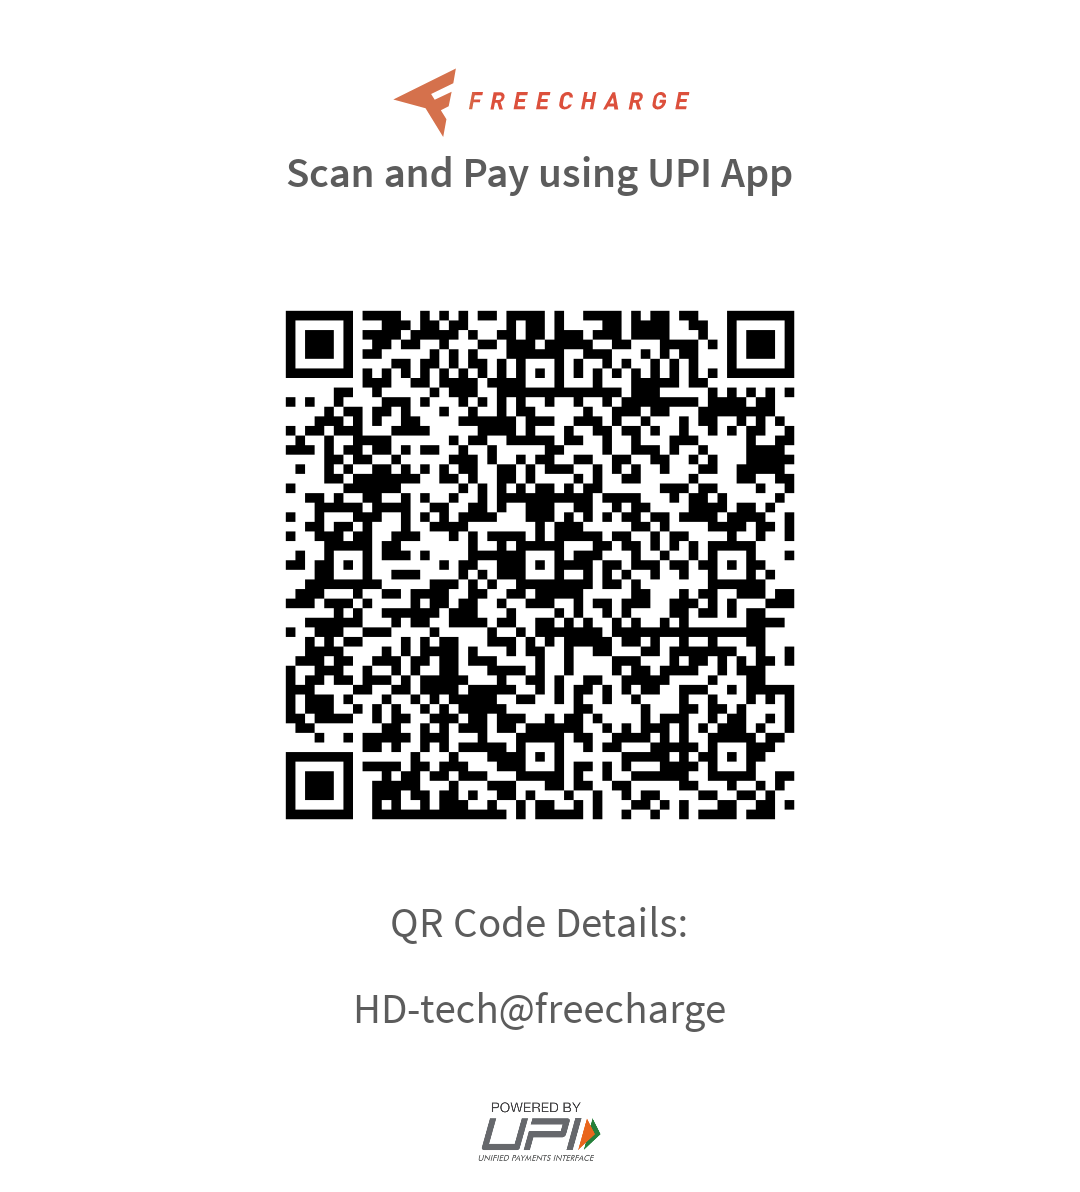 FREECHARGE
Scan and Pay using UPI App
QR Code Details:
HD-tech@freecharge
POWERED BY
UPI
UNIFIED PAYMENTS INTERFACE